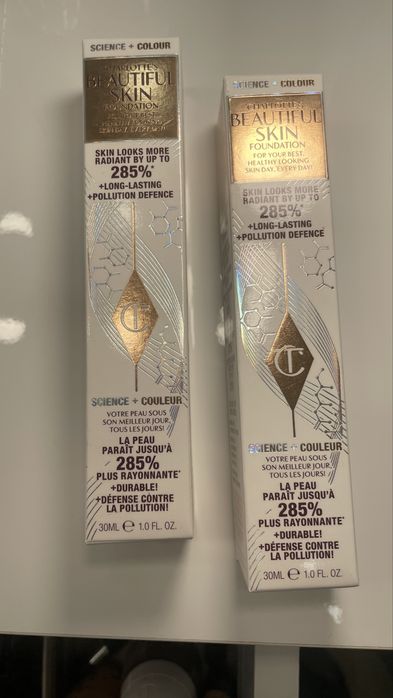 SCIENCE + COLOUR
CHARLOTTE'S
BEAUTIFUL
SKIN
FOUNDATION
SKIN LOOKS MORE
RADIANT BY UP TO
285%*
+LONG-LASTING
+POLLUTION DEFENCE
CT
SCIENCE + COULEUR
VOTRE PEAU SOUS
SON MEILLEUR JOUR,
TOUS LES JOURS!
LA PEAU
PARAÎT JUSQU'À
285%
PLUS RAYONNANTE*
+DURABLE!
+DÉFENSE CONTRE
LA POLLUTION!
30ML ℮ 1.0 FL. OZ.
SCIENCE + COLOUR
CHARLOTTE'S
BEAUTIFUL
SKIN
FOUNDATION
FOR YOUR BEST,
HEALTHY LOOKING
SKIN DAY, EVERY DAY!
SKIN LOOKS MORE
RADIANT BY UP TO
285%*
+LONG-LASTING
+POLLUTION DEFENCE
CT
SCIENCE + COULEUR
VOTRE PEAU SOUS
SON MEILLEUR JOUR,
TOUS LES JOURS!
LA PEAU
PARAÎT JUSQU'À
285%
PLUS RAYONNANTE*
+DURABLE!
+DÉFENSE CONTRE
LA POLLUTION!
30ML ℮ 1.0 FL. OZ.